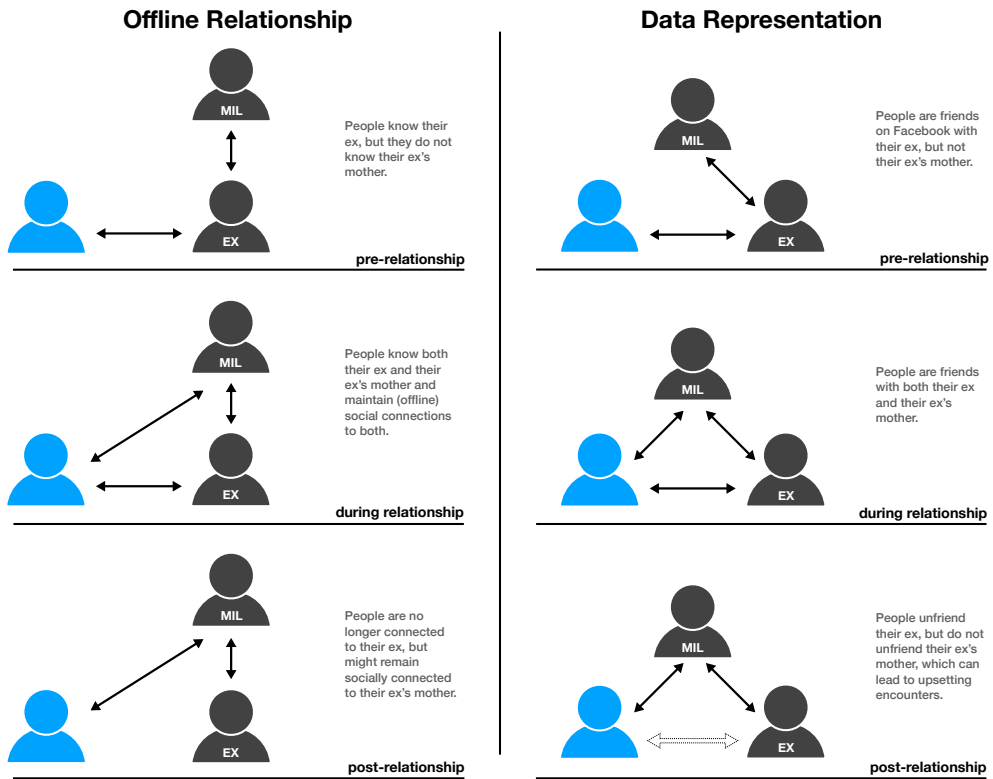 Offline Relationship
MIL
People know their
ex, but they do not
know their ex's
mother.
EX
pre-relationship
MIL
People know both
their ex and their
ex's mother and
maintain (offline)
social connections
to both.
EX
during relationship
MIL
People are no
longer connected
to their ex, but
might remain
socially connected
to their ex's mother.
EX
post-relationship
Data Representation
MIL
People are friends
on Facebook with
their ex, but not
their ex's mother.
EX
pre-relationship
MIL
People are friends
with both their ex
and their ex's
mother.
EX
during relationship
MIL
People unfriend
their ex, but do not
unfriend their ex's
mother, which can
lead to upsetting
encounters.
EX
post-relationship